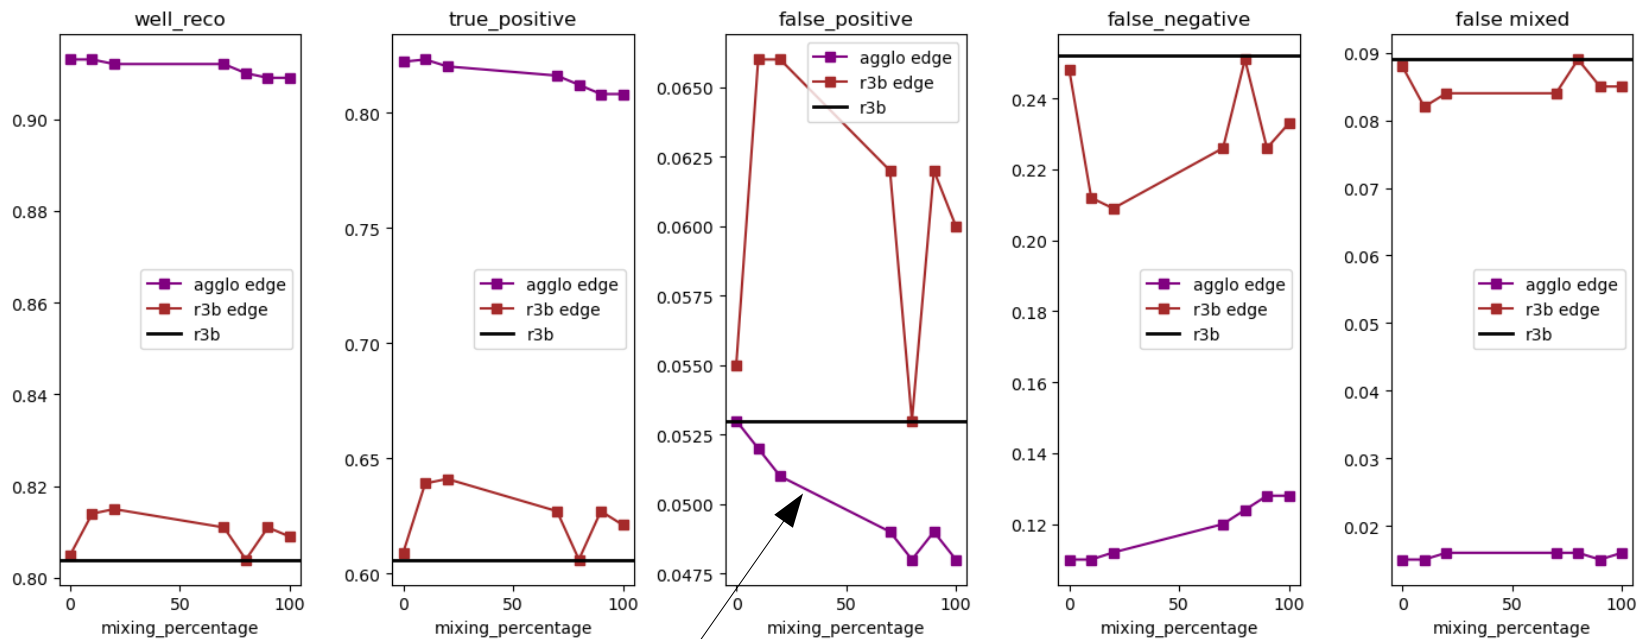 well_reco
0.90
0.88
0.86
0.84
0.82
0.80
agglo edge
r3b edge
r3b
0
50
100
mixing_percentage
true_positive
0.80
0.75
0.70
0.65
0.60
agglo edge
r3b edge
r3b
0
50
100
mixing_percentage
false_positive
0.0650
0.0625
0.0600
0.0575
0.0550
0.0525
0.0500
0.0475
agglo edge
r3b edge
r3b
0
50
100
mixing_percentage
false_negative
0.24
0.22
0.20
0.18
0.16
0.14
0.12
agglo edge
r3b edge
r3b
0
50
100
mixing_percentage
false mixed
0.09
0.08
0.07
0.06
0.05
0.04
0.03
0.02
agglo edge
r3b edge
r3b
0
50
100
mixing_percentage